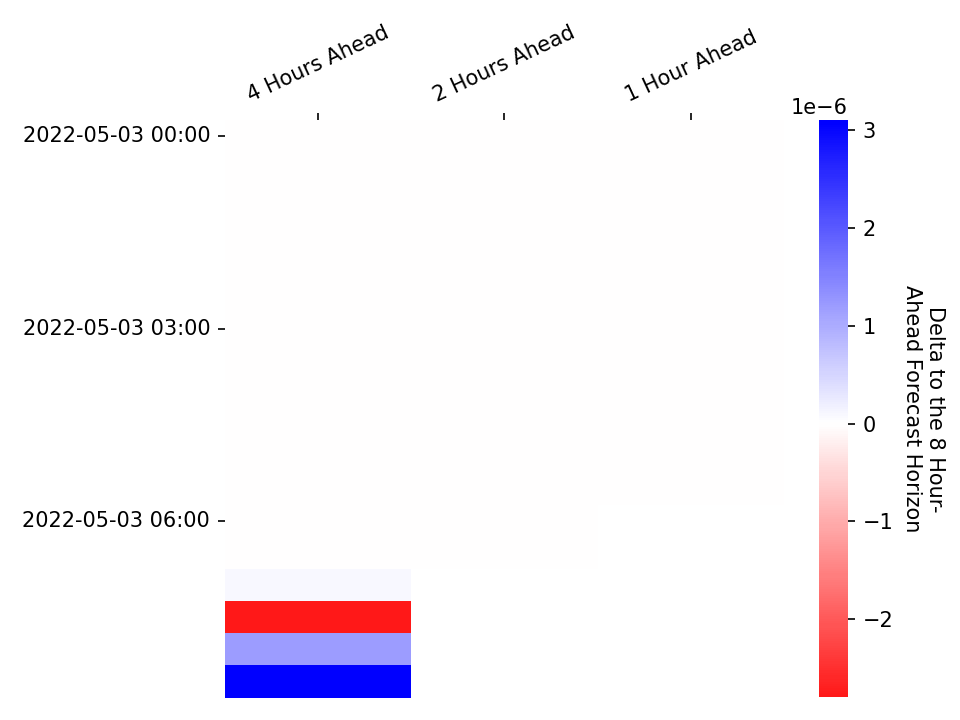 4 Hours Ahead
2 Hours Ahead
1 Hour Ahead
1e−6
2022-05-03 00:00
2022-05-03 03:00
2022-05-03 06:00
3
2
1
0
−1
−2
Delta to the 8 Hour-
Ahead Forecast Horizon